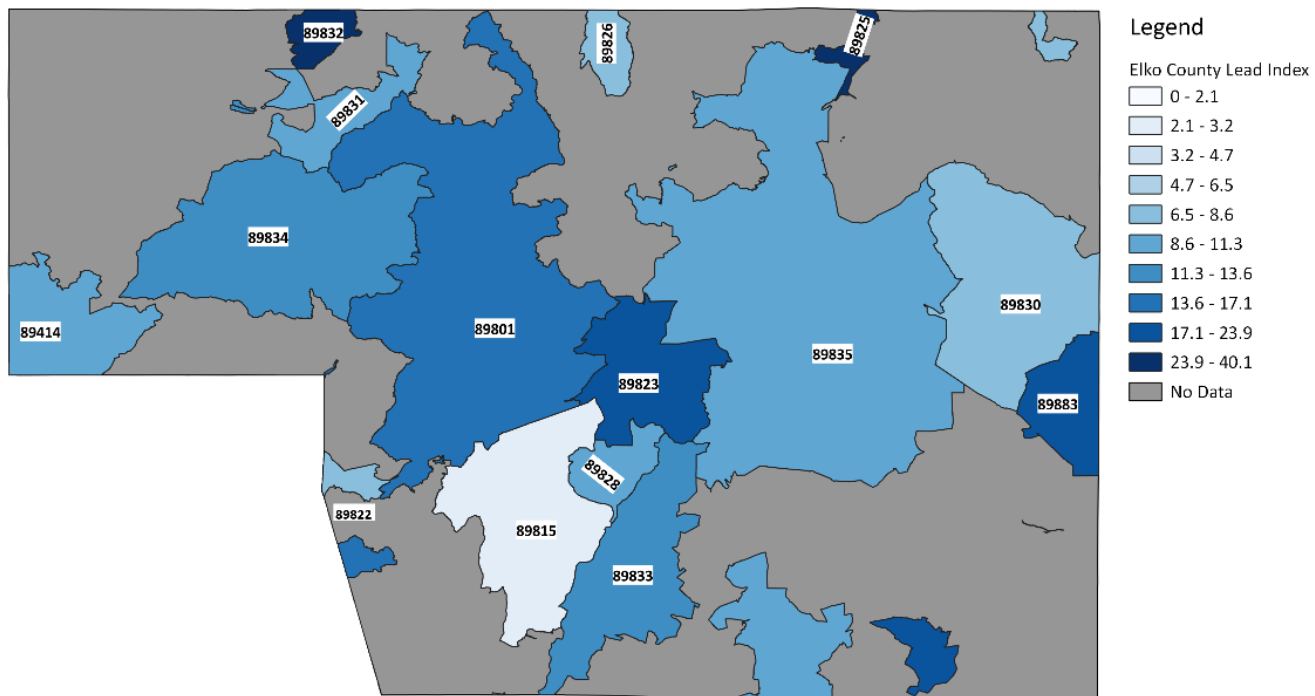 89832
89826
89825
89831
89834
89414
89801
89835
89830
89823
89883
89828
89822
89815
89833
Legend
Elko County Lead Index
0 - 2.1
2.1 - 3.2
3.2 - 4.7
4.7 - 6.5
6.5 - 8.6
8.6 - 11.3
11.3 - 13.6
13.6 - 17.1
17.1 - 23.9
23.9 - 40.1
No Data